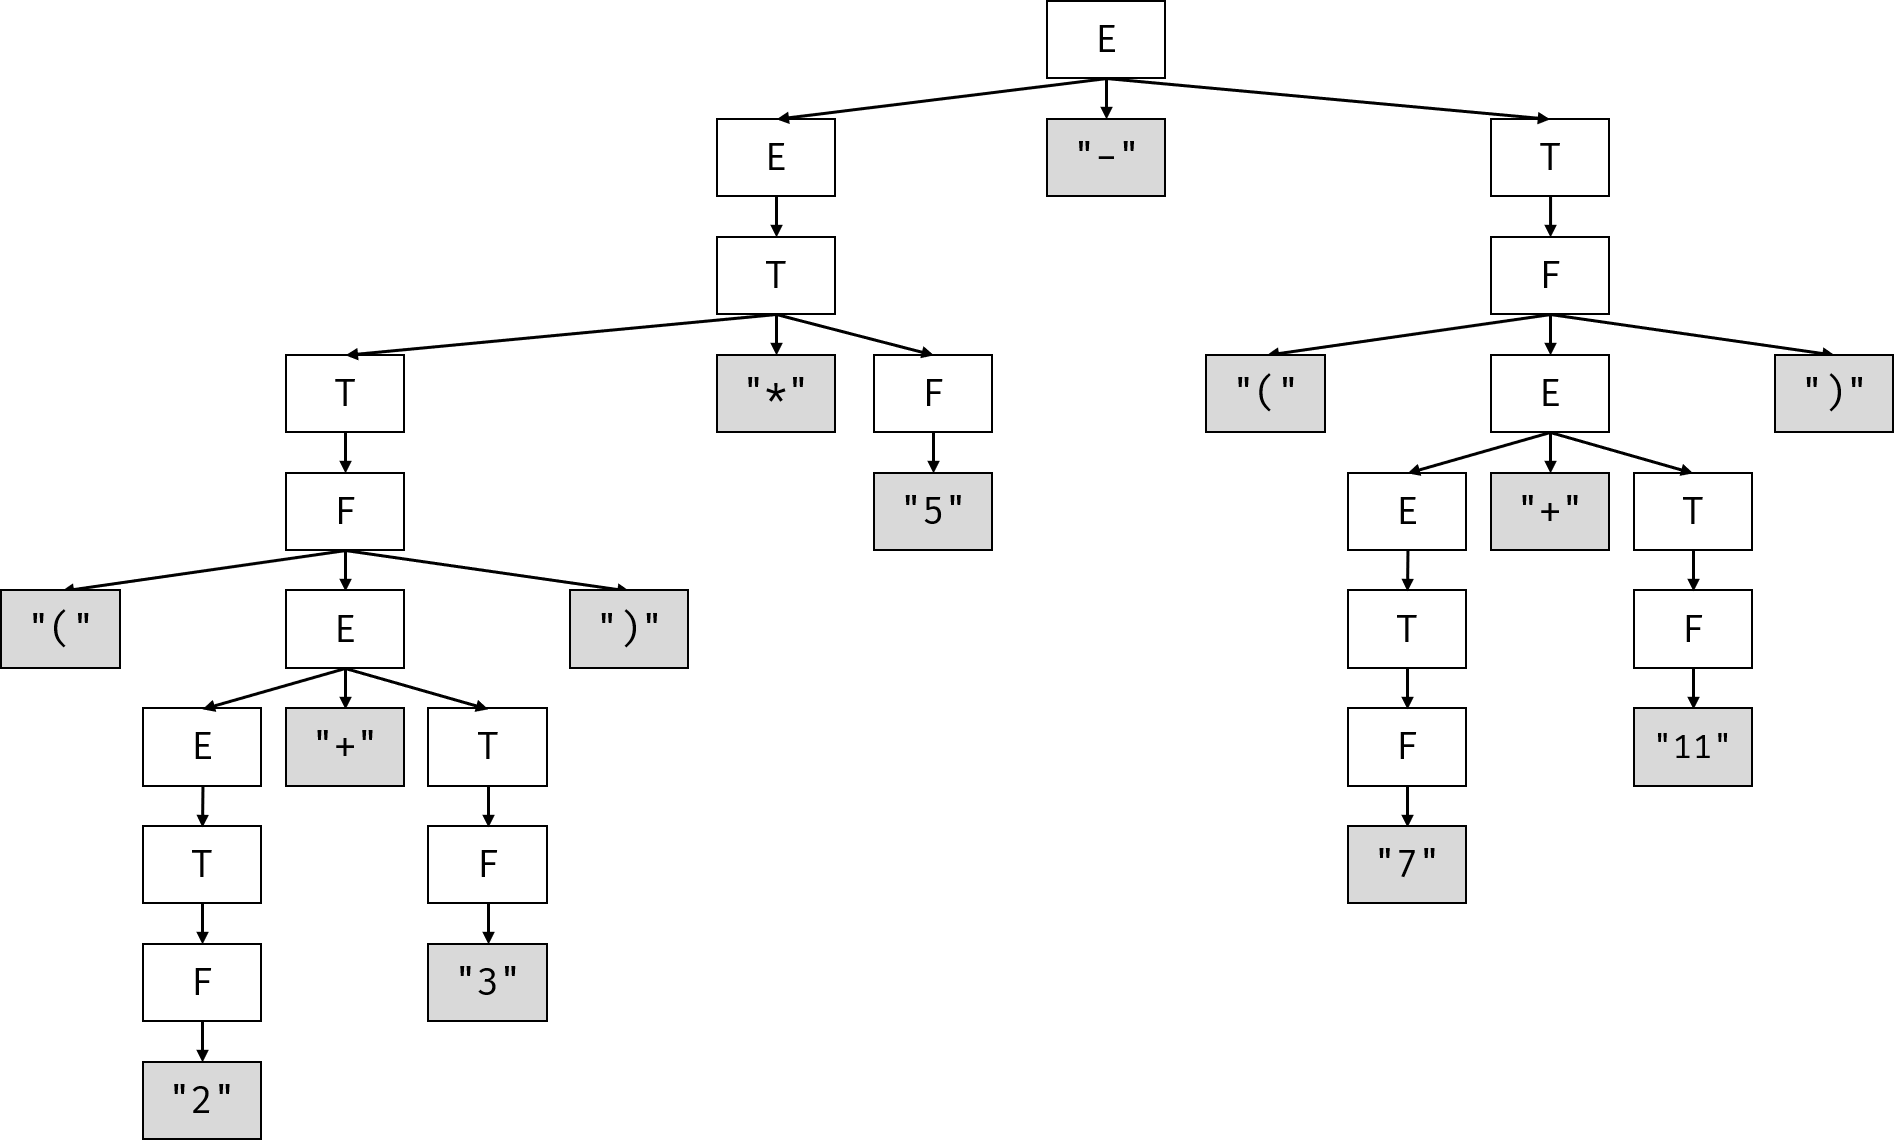 E
E "-" T
T F
T "*" F "(" E ")"
F "5" E "+" T
"(" E ")" T F
E "+" T F "11"
T F "7"
F "3"
"2"